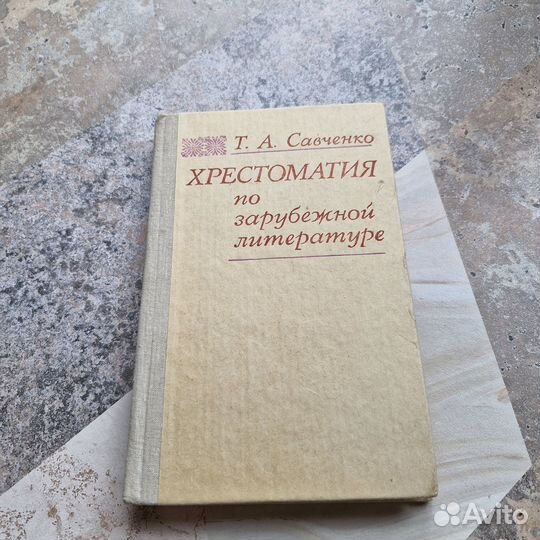 Т. А. Савченко
ХРЕСТОМАТИЯ
по
зарубежной
литературе
Avito